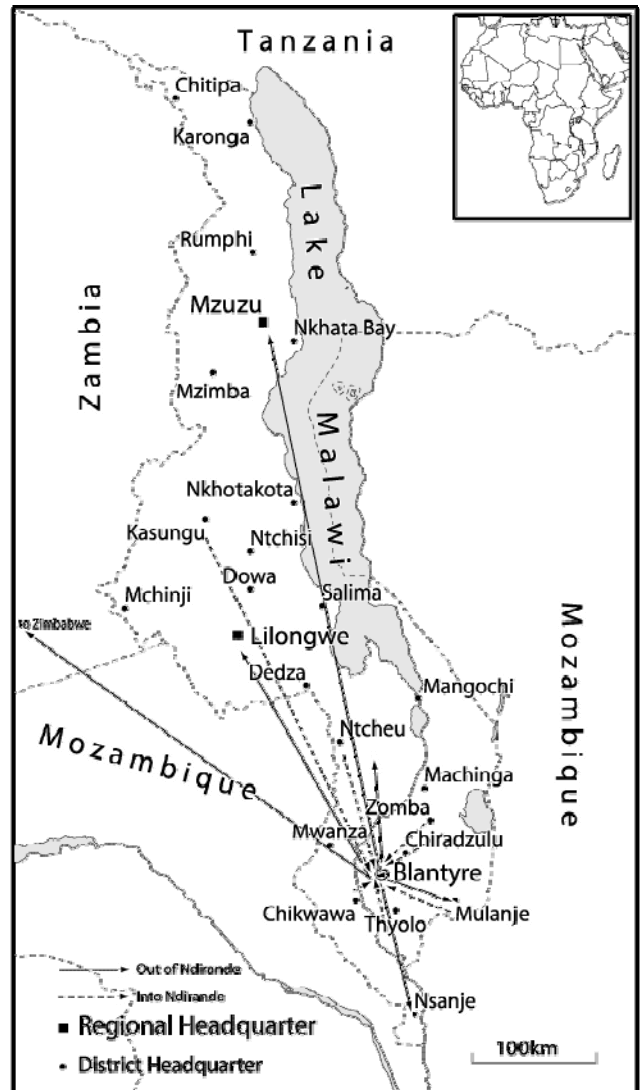 Tanzania
Chitipa
Karonga
Lake
Rumphi
Zambia
Mzuzu
Nkhata Bay
Mzimba
Malawi
Nkhotakota
Kasungu
Ntchisi
Dowa
Mchinji
Salima
to Zimbabwe
Lilongwe
Mozambique
Dedza
Mangochi
Mozambique
Ntcheu
Machinga
Zomba
Mwanza
Chiradzulu
Blantyre
Chikwawa
Mulanje
Thyolo
Out of Ndirande
Into Ndirande
Nsanje
Regional Headquarter
District Headquarter
100km